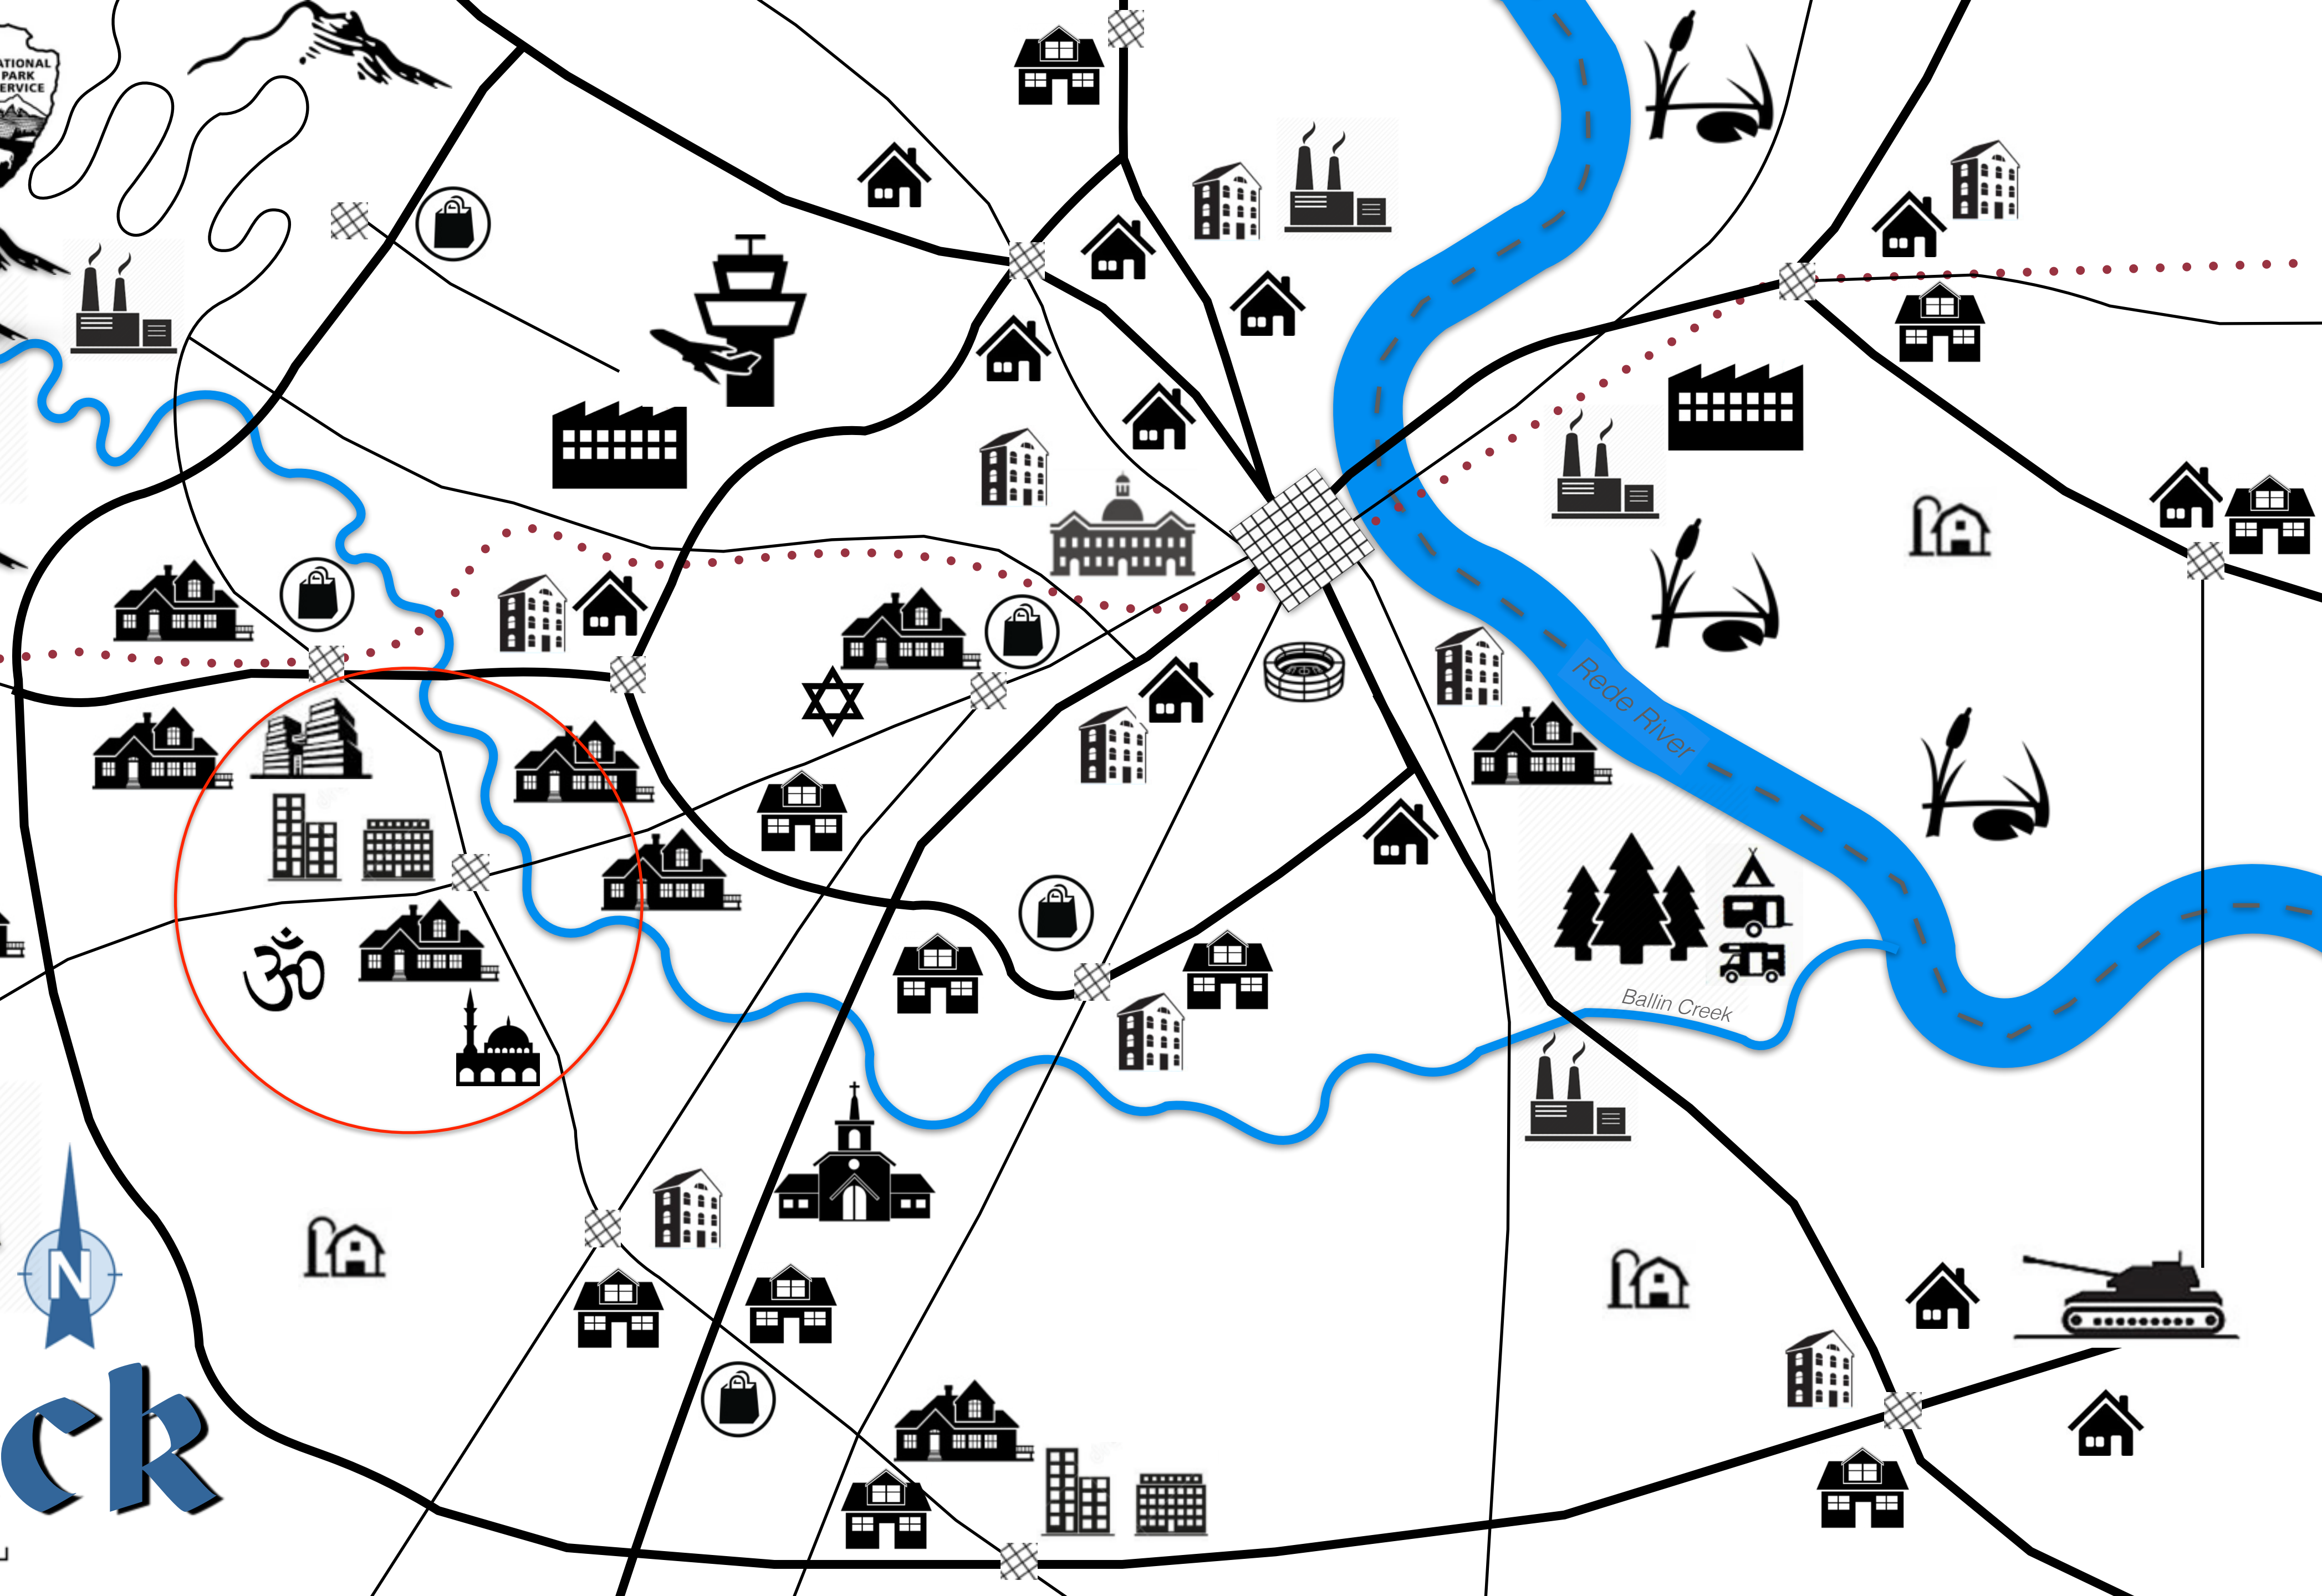 ATIONAL
PARK
ERVICE
Rede River
ॐ
Ballin Creek
N
ck